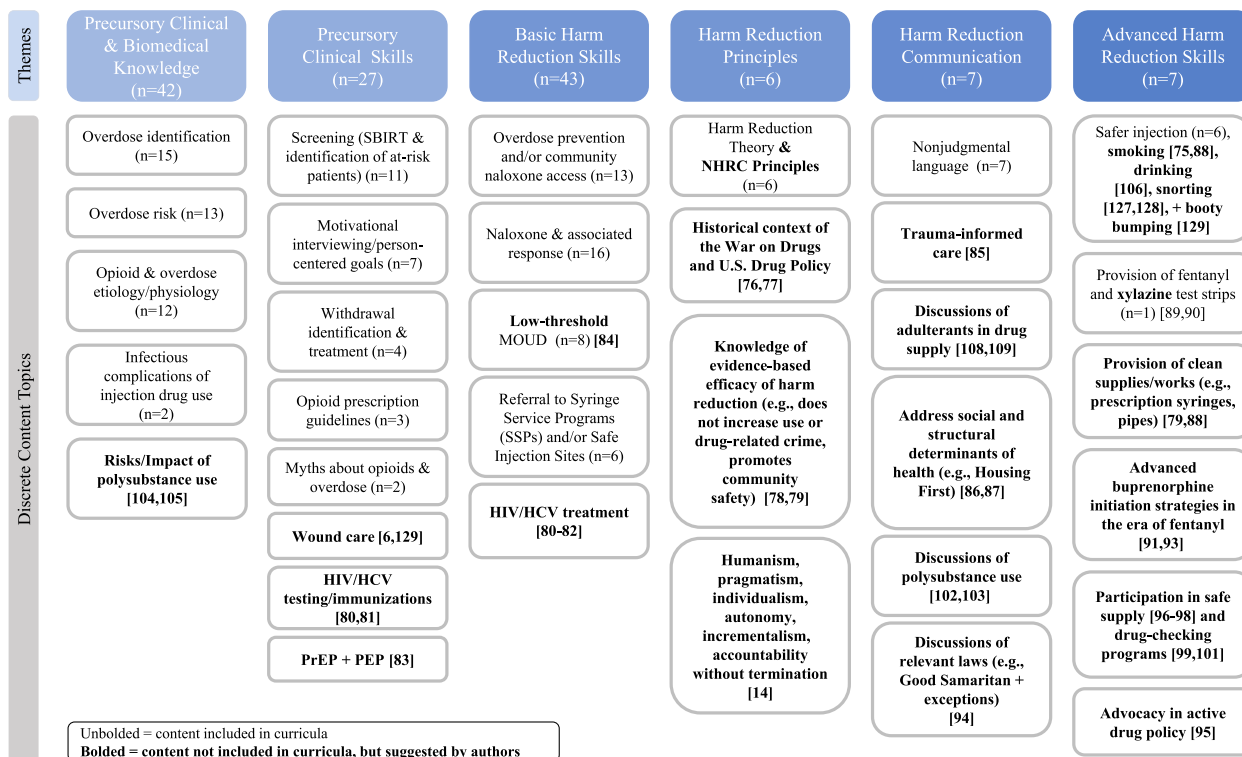 Themes
Precursory Clinical
& Biomedical
Knowledge
(n=42)
Precursory
Clinical Skills
(n=27)
Basic Harm
Reduction Skills
(n=43)
Harm Reduction
Principles
(n=6)
Harm Reduction
Communication
(n=7)
Advanced Harm
Reduction Skills
(n=7)
Discrete Content Topics
Overdose identification
(n=15)
Overdose risk (n=13)
Opioid & overdose
etiology/physiology
(n=12)
Infectious
complications of
injection drug use
(n=2)
Risks/Impact of
polysubstance use
[104,105]
Screening (SBIRT &
identification of at-risk
patients) (n=11)
Motivational
interviewing/person-
centered goals (n=7)
Withdrawal
identification &
treatment (n=4)
Opioid prescription
guidelines (n=3)
Myths about opioids &
overdose (n=2)
Wound care [6,129]
HIV/HCV
testing/immunizations
[80,81]
PrEP + PEP [83]
Overdose prevention
and/or community
naloxone access (n=13)
Naloxone & associated
response (n=16)
Low-threshold
MOUD (n=8) [84]
Referral to Syringe
Service Programs
(SSPs) and/or Safe
Injection Sites (n=6)
HIV/HCV treatment
[80-82]
Harm Reduction
Theory & 
NHRC Principles
(n=6)
Historical context of
the War on Drugs
and U.S. Drug Policy
[76,77]
Knowledge of
evidence-based
efficacy of harm
reduction (e.g., does
not increase use or
drug-related crime,
promotes
community
safety) [78,79]
Humanism,
pragmatism,
individualism,
autonomy,
incrementalism,
accountability
without termination
[14]
Nonjudgmental
language (n=7)
Trauma-informed
care [85]
Discussions of
adulterants in drug
supply [108,109]
Address social and
structural
determinants of
health (e.g., Housing
First) [86,87]
Discussions of
polysubstance use
[102,103]
Discussions of
relevant laws (e.g.,
Good Samaritan +
exceptions)
[94]
Safer injection (n=6),
smoking [75,88],
drinking
[106], snorting
[127,128], + booty
bumping [129]
Provision of fentanyl
and xylazine test strips
(n=1) [89,90]
Provision of clean
supplies/works (e.g.,
prescription syringes,
pipes) [79,88]
Advanced
buprenorphine
initiation strategies in
the era of fentanyl
[91,93]
Participation in safe
supply [96-98] and
drug-checking
programs [99,101]
Advocacy in active
drug policy [95]
Unbolded = content included in curricula
Bolded = content not included in curricula, but suggested by authors